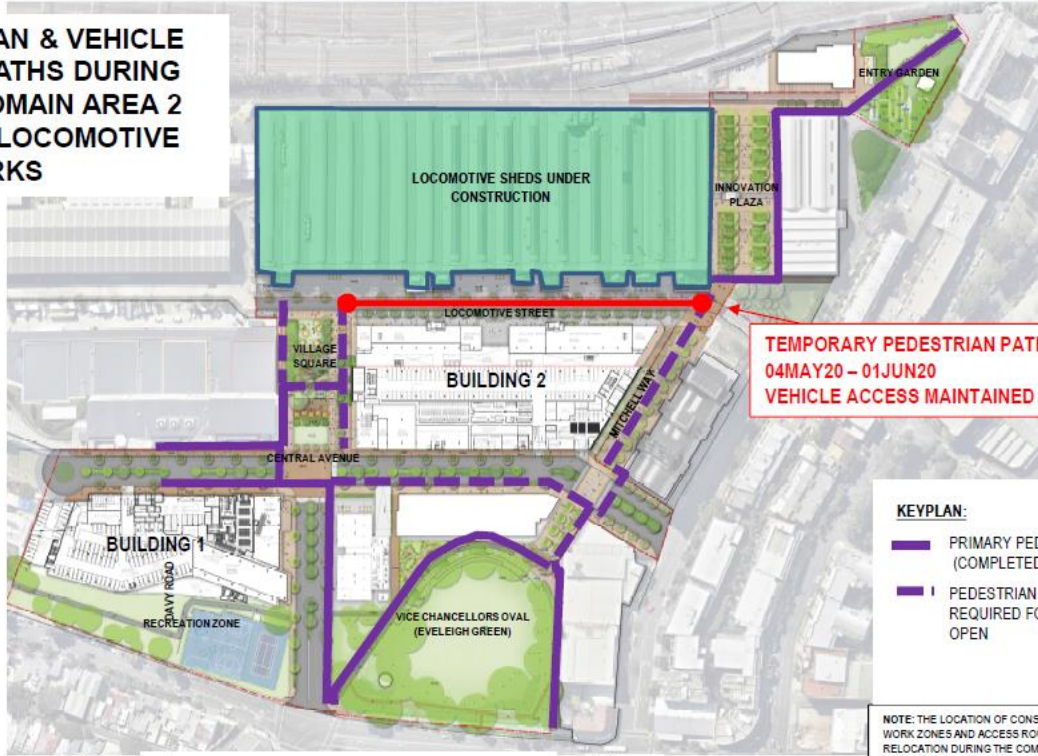 AN & VEHICLE
ATHS DURING
OMAIN AREA 2
LOCOMOTIVE
RKS
ENTRY GARDEN
LOCOMOTIVE SHEDS UNDER
CONSTRUCTION
INNOVATION
PLAZA
LOCOMOTIVE STREET
VILLAGE
SQUARE
BUILDING 2
MITCHELL WAY
TEMPORARY PEDESTRIAN PAT
04MAY20 – 01JUN20
VEHICLE ACCESS MAINTAINED
CENTRAL AVENUE
BUILDING 1
DAVY ROAD
RECREATION ZONE
VICE CHANCELLORS OVAL
(EVELEIGH GREEN)
KEYPLAN:
PRIMARY PED
(COMPLETED
PEDESTRIAN
REQUIRED FO
OPEN
NOTE: THE LOCATION OF CONS
WORK ZONES AND ACCESS ROU
RELOCATION DURING THE COM